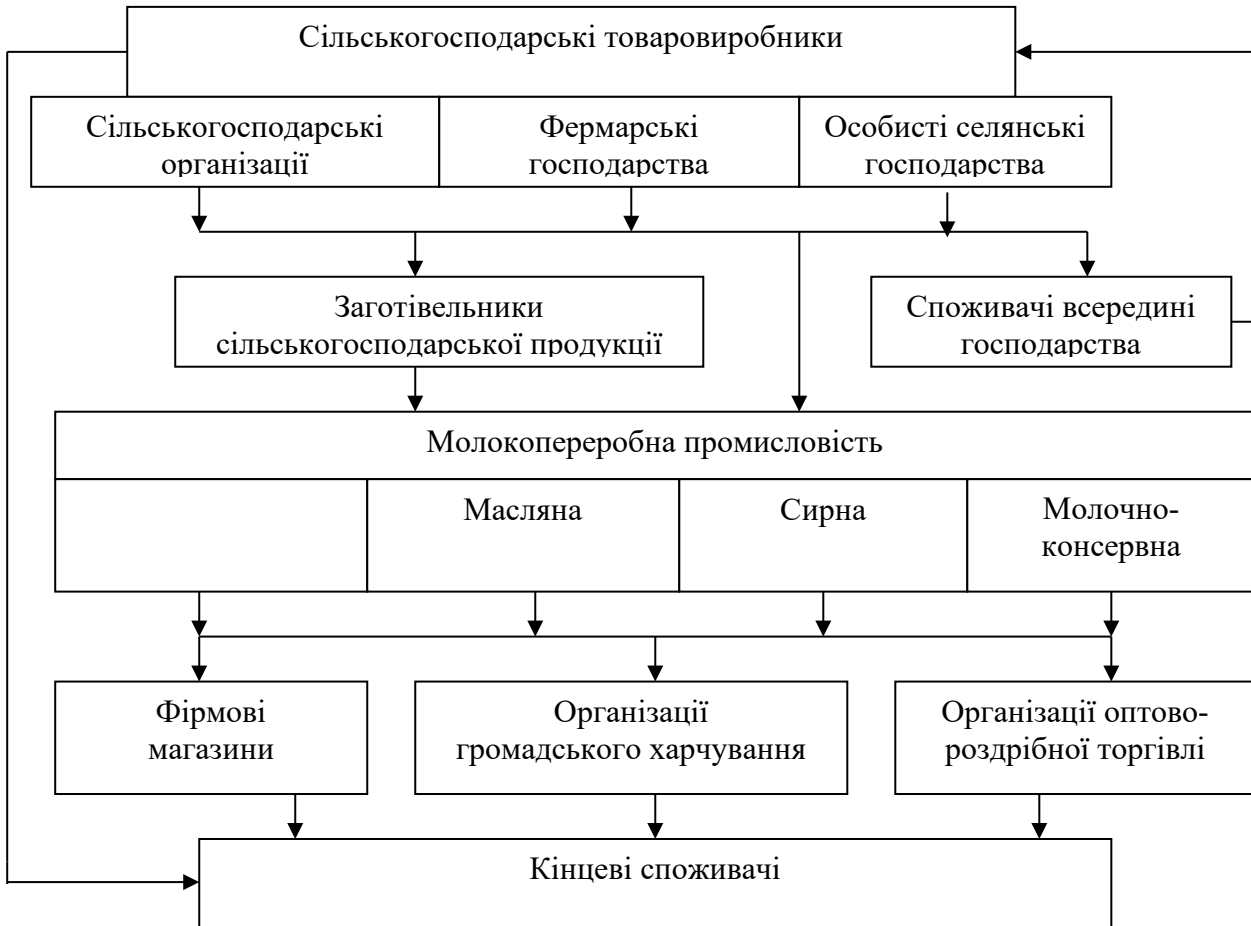 Сільськогосподарські товаровиробники
Сільськогосподарські
організації
Фермарські
господарства
Особисті селянські
господарства
Заготівельники
сільськогосподарської продукції
Споживачі всередині
господарства
Молокопереробна промисловість
Масляна
Сирна
Молочно-
консервна
Фірмові
магазини
Організації
громадського харчування
Організації оптово-
роздрібної торгівлі
Кінцеві споживачі